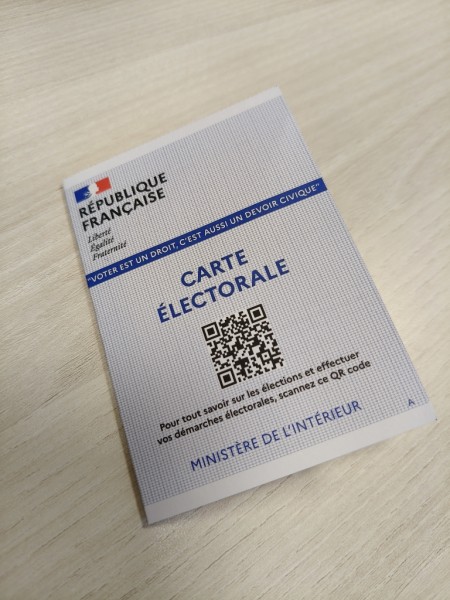 RÉPUBLIQUE
FRANÇAISE
Liberté
Égalité
Fraternité
"VOTER EST UN DROIT, C'EST AUSSI UN DEVOIR CIVIQUE"
CARTE
ÉLECTORALE
Pour tout savoir sur les élections et effectuer
vos démarches électorales, scannez ce QR code
MINISTÈRE DE L'INTÉRIEUR
A